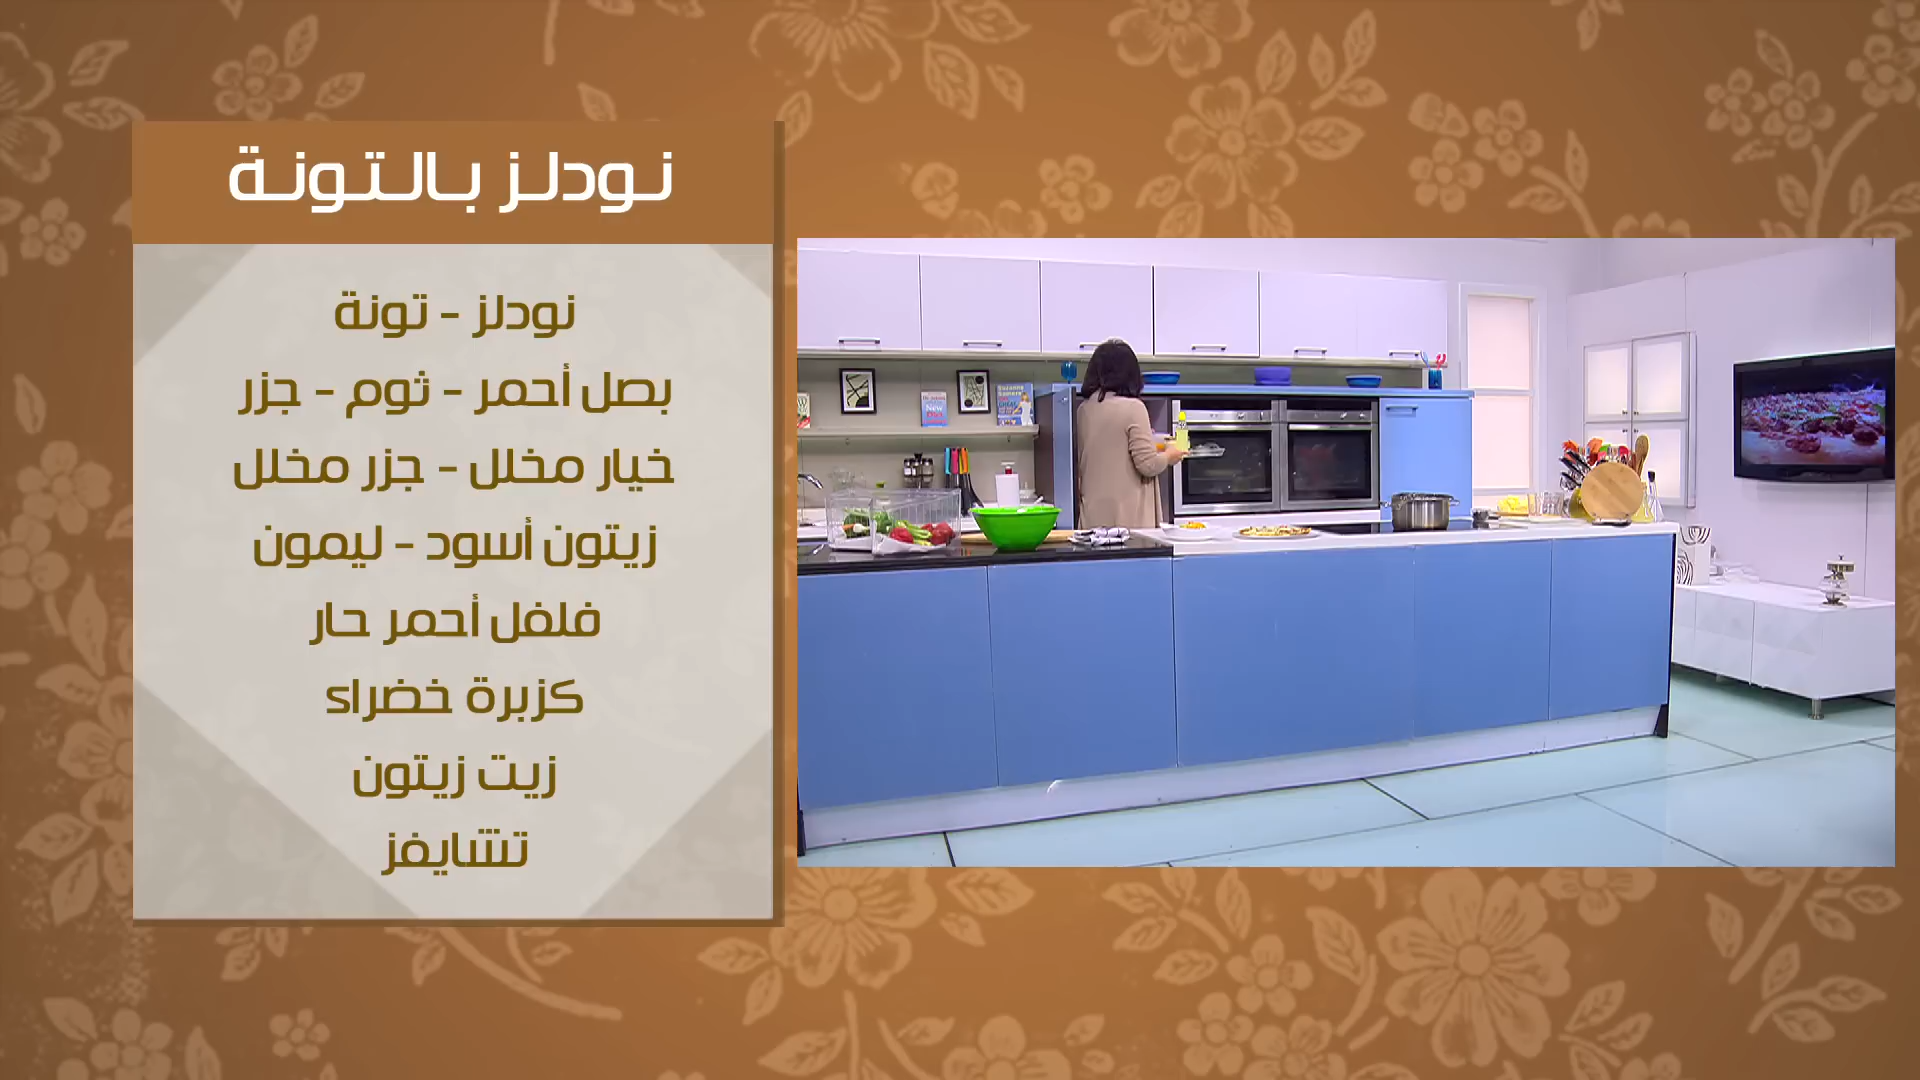 نودلز بالتونة
نودلز - تونة
بصل أحمر - ثوم - جزر
خيار مخلل - جزر مخلل
زيتون أسود - ليمون
فلفل أحمر حار
كزبرة خضراء
زيت زيتون
تشايفز